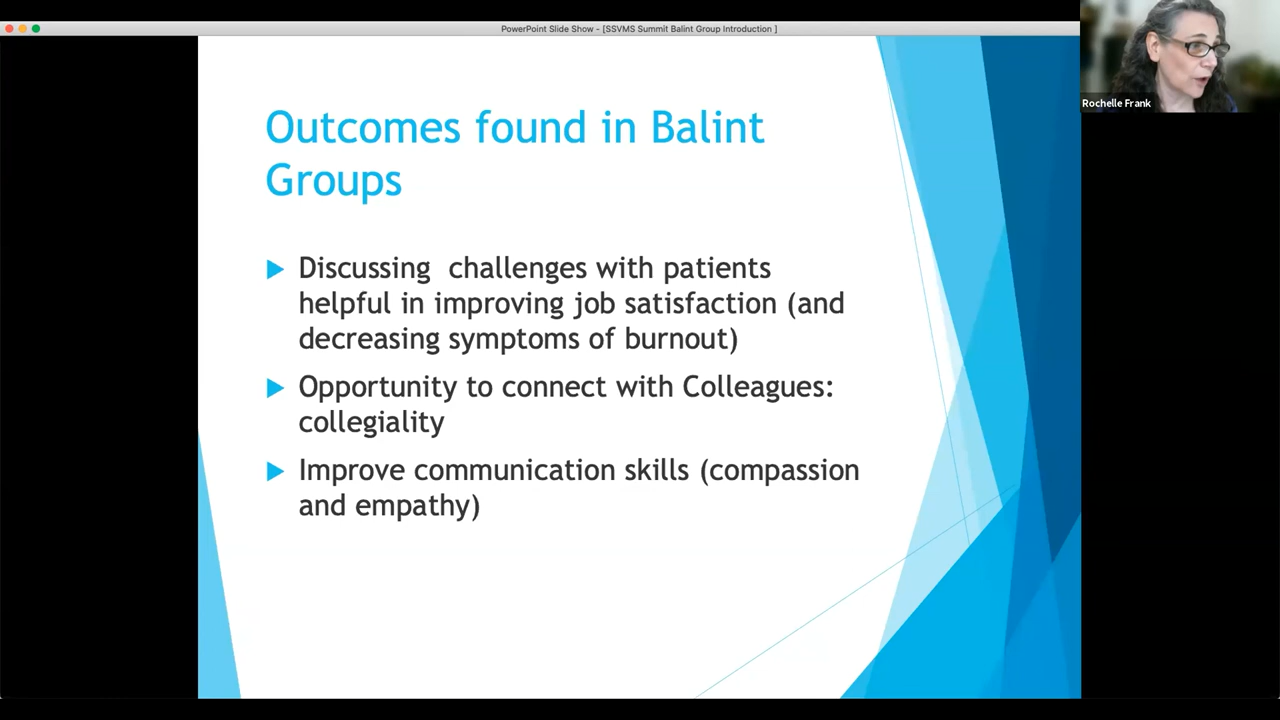 PowerPoint Slide Show - [SSVMS Summit Balint Group Introduction ]
Rochelle Frank
Outcomes found in Balint
Groups
Discussing  challenges with patients
helpful in improving job satisfaction (and
decreasing symptoms of burnout)
Opportunity to connect with Colleagues:
collegiality
Improve communication skills (compassion
and empathy)